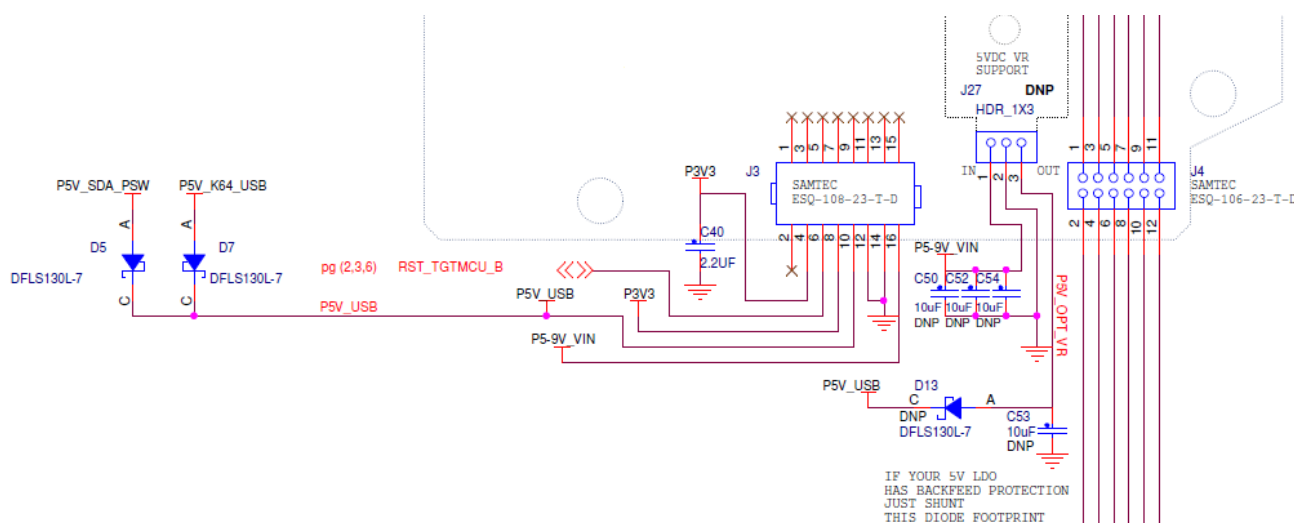 5VDC VR
SUPPORT
J27 DNP
HDR_1X3
1 3 5 7 9 11 13 15
1 3 5 7 9 11
P5V_SDA_PSW P5V_K64_USB
P3V3 J3
SAMTEC
ESQ-108-23-T-D
IN 1 2 3 OUT
J4
SAMTEC
ESQ-106-23-T-D
A A
D5 D7
DFLS130L-7 DFLS130L-7
C C
C40
2.2UF
2 4 6 8 10 12 14 16
2 4 6 8 10 12
pg (2,3,6) RST_TGTMCU_B
P5V_USB
P5V_USB P3V3
P5-9V_VIN
P5-9V_VIN
C50 C52 C54
10uF 10uF 10uF
DNP DNP DNP
P5V_OPT_VR
P5V_USB D13
C A
DNP
DFLS130L-7
C53
10uF
DNP
IF YOUR 5V LDO
HAS BACKFEED PROTECTION
JUST SHUNT
THIS DIODE FOOTPRINT